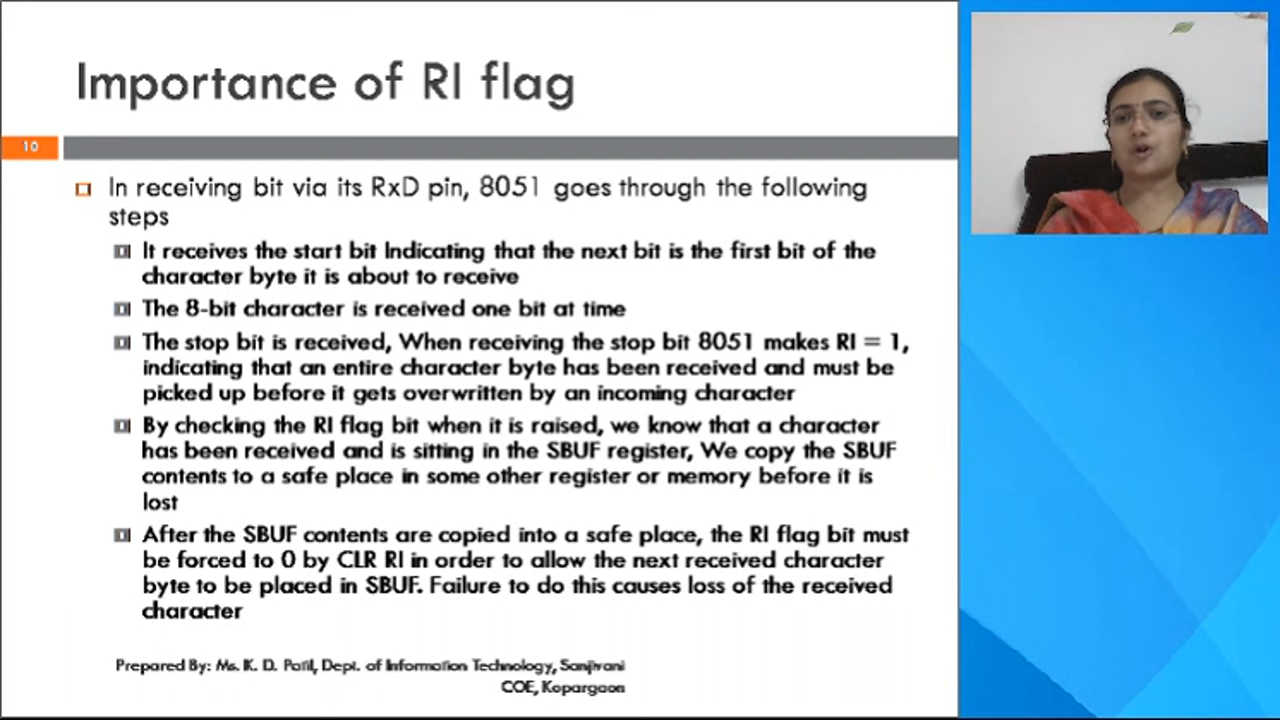 Importance of RI flag
10
In receiving bit via its RxD pin, 8051 goes through the following
steps
It receives the start bit Indicating that the next bit is the first bit of the
character byte it is about to receive
The 8-bit character is received one bit at time
The stop bit is received, When receiving the stop bit 8051 makes RI = 1,
indicating that an entire character byte has been received and must be
picked up before it gets overwritten by an incoming character
By checking the RI flag bit when it is raised, we know that a character
has been received and is sitting in the SBUF register, We copy the SBUF
contents to a safe place in some other register or memory before it is
lost
After the SBUF contents are copied into a safe place, the RI flag bit must
be forced to 0 by CLR RI in order to allow the next received character
byte to be placed in SBUF. Failure to do this causes loss of the received
character
Prepared By: Ms. K. D. Patil, Dept. of Information Technology, Sanjivani
COE, Kopargaon